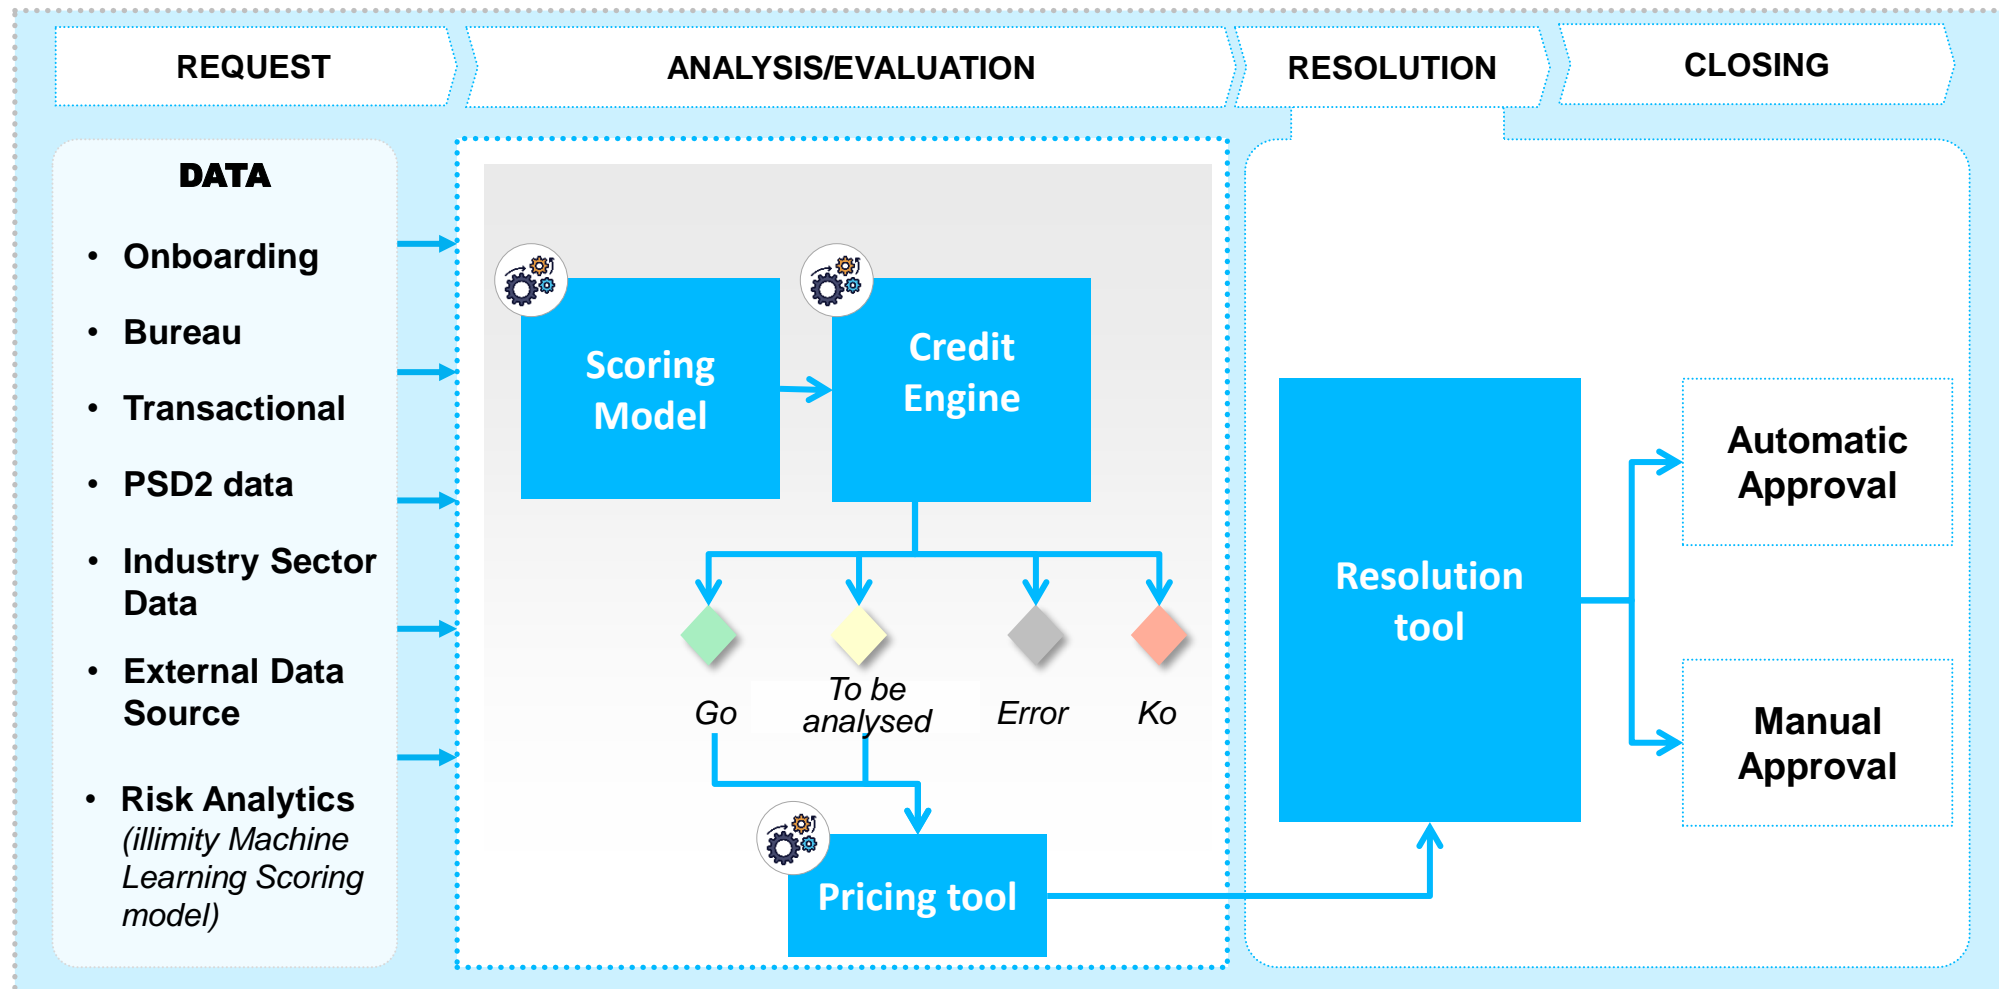 REQUEST
ANALYSIS/EVALUATION
RESOLUTION
CLOSING
DATA
• Onboarding
• Bureau
• Transactional
• PSD2 data
• Industry Sector
Data
• External Data
Source
• Risk Analytics
(illimity Machine
Learning Scoring
model)
Scoring
Model
Credit
Engine
Go
To be
analysed
Error
Ko
Pricing tool
Resolution
tool
Automatic
Approval
Manual
Approval